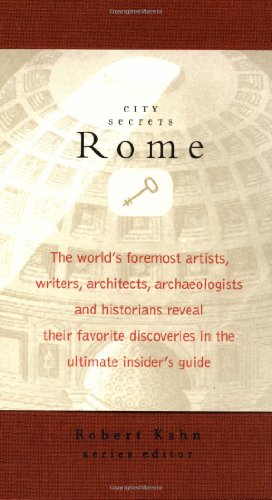 CITY
secrets
Rome
The world's foremost artists,
writers, architects, archaeologists
and historians reveal
their favorite discoveries in the
ultimate insider's guide
Robert Kahn
series editor